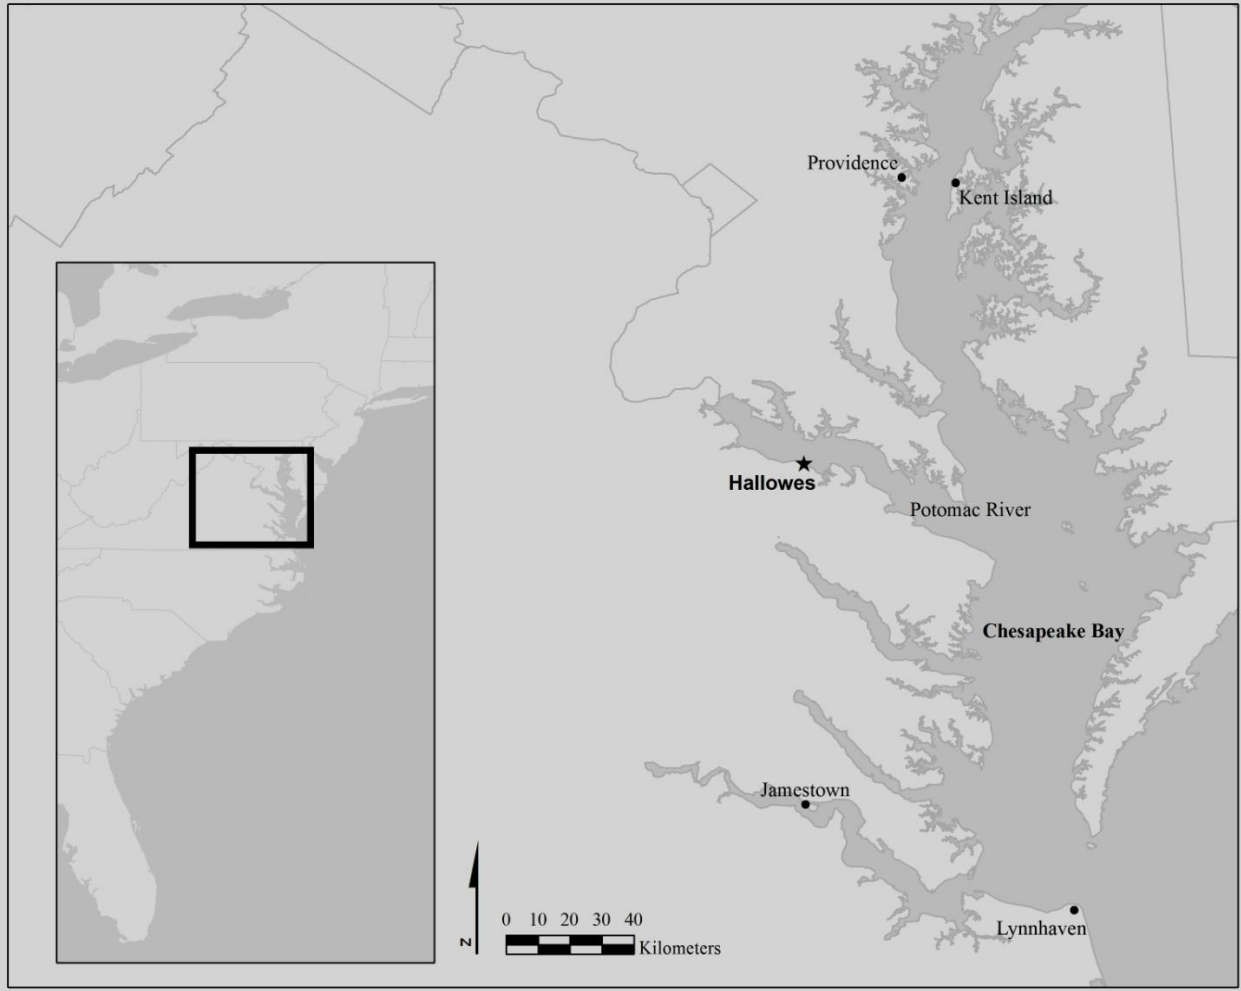 Providence
Kent Island
Hallowes
Potomac River
Chesapeake Bay
Jamestown
Lynnhaven
0 10 20 30 40
Kilometers
N